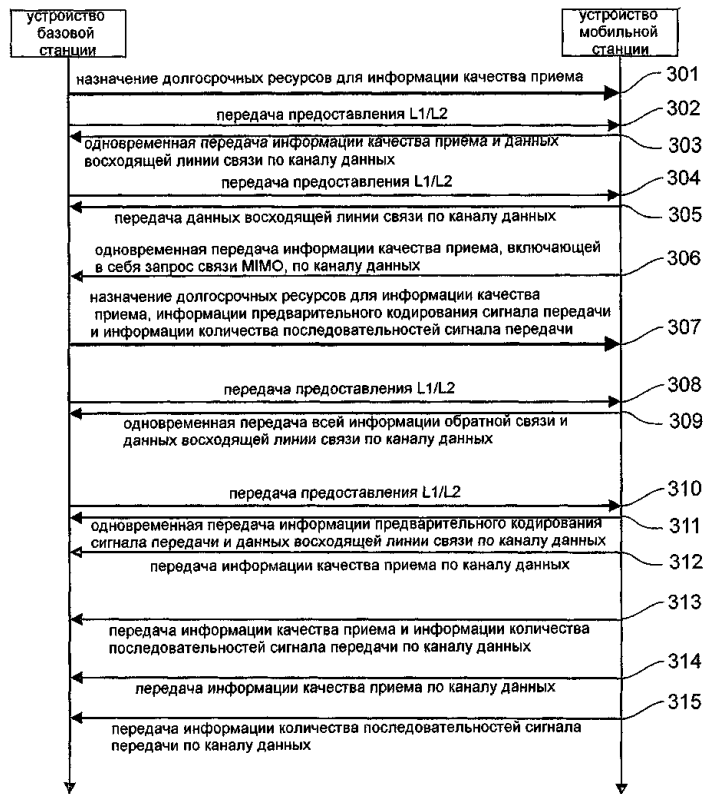 устройство
базовой
станции
устройство
мобильной
станции
назначение долгосрочных ресурсов для информации качества приема
301
передача предоставления L1/L2
302
одновременная передача информации качества приема и данных
восходящей линии связи по каналу данных
303
передача предоставления L1/L2
304
передача данных восходящей линии связи по каналу данных
305
одновременная передача информации качества приема, включающей
в себя запрос связи MIMO, по каналу данных
306
назначение долгосрочных ресурсов для информации качества
приема, информации предварительного кодирования сигнала передачи
и информации количества последовательностей сигнала передачи
307
передача предоставления L1/L2
308
одновременная передача всей информации обратной связи и
данных восходящей линии связи по каналу данных
309
передача предоставления L1/L2
310
одновременная передача информации предварительного кодирования
сигнала передачи и данных восходящей линии связи по каналу данных
311
передача информации качества приема по каналу данных
312
313
передача информации качества приема и информации количества
последовательностей сигнала передачи по каналу данных
314
передача информации качества приема по каналу данных
315
передача информации количества последовательностей сигнала
передачи по каналу данных